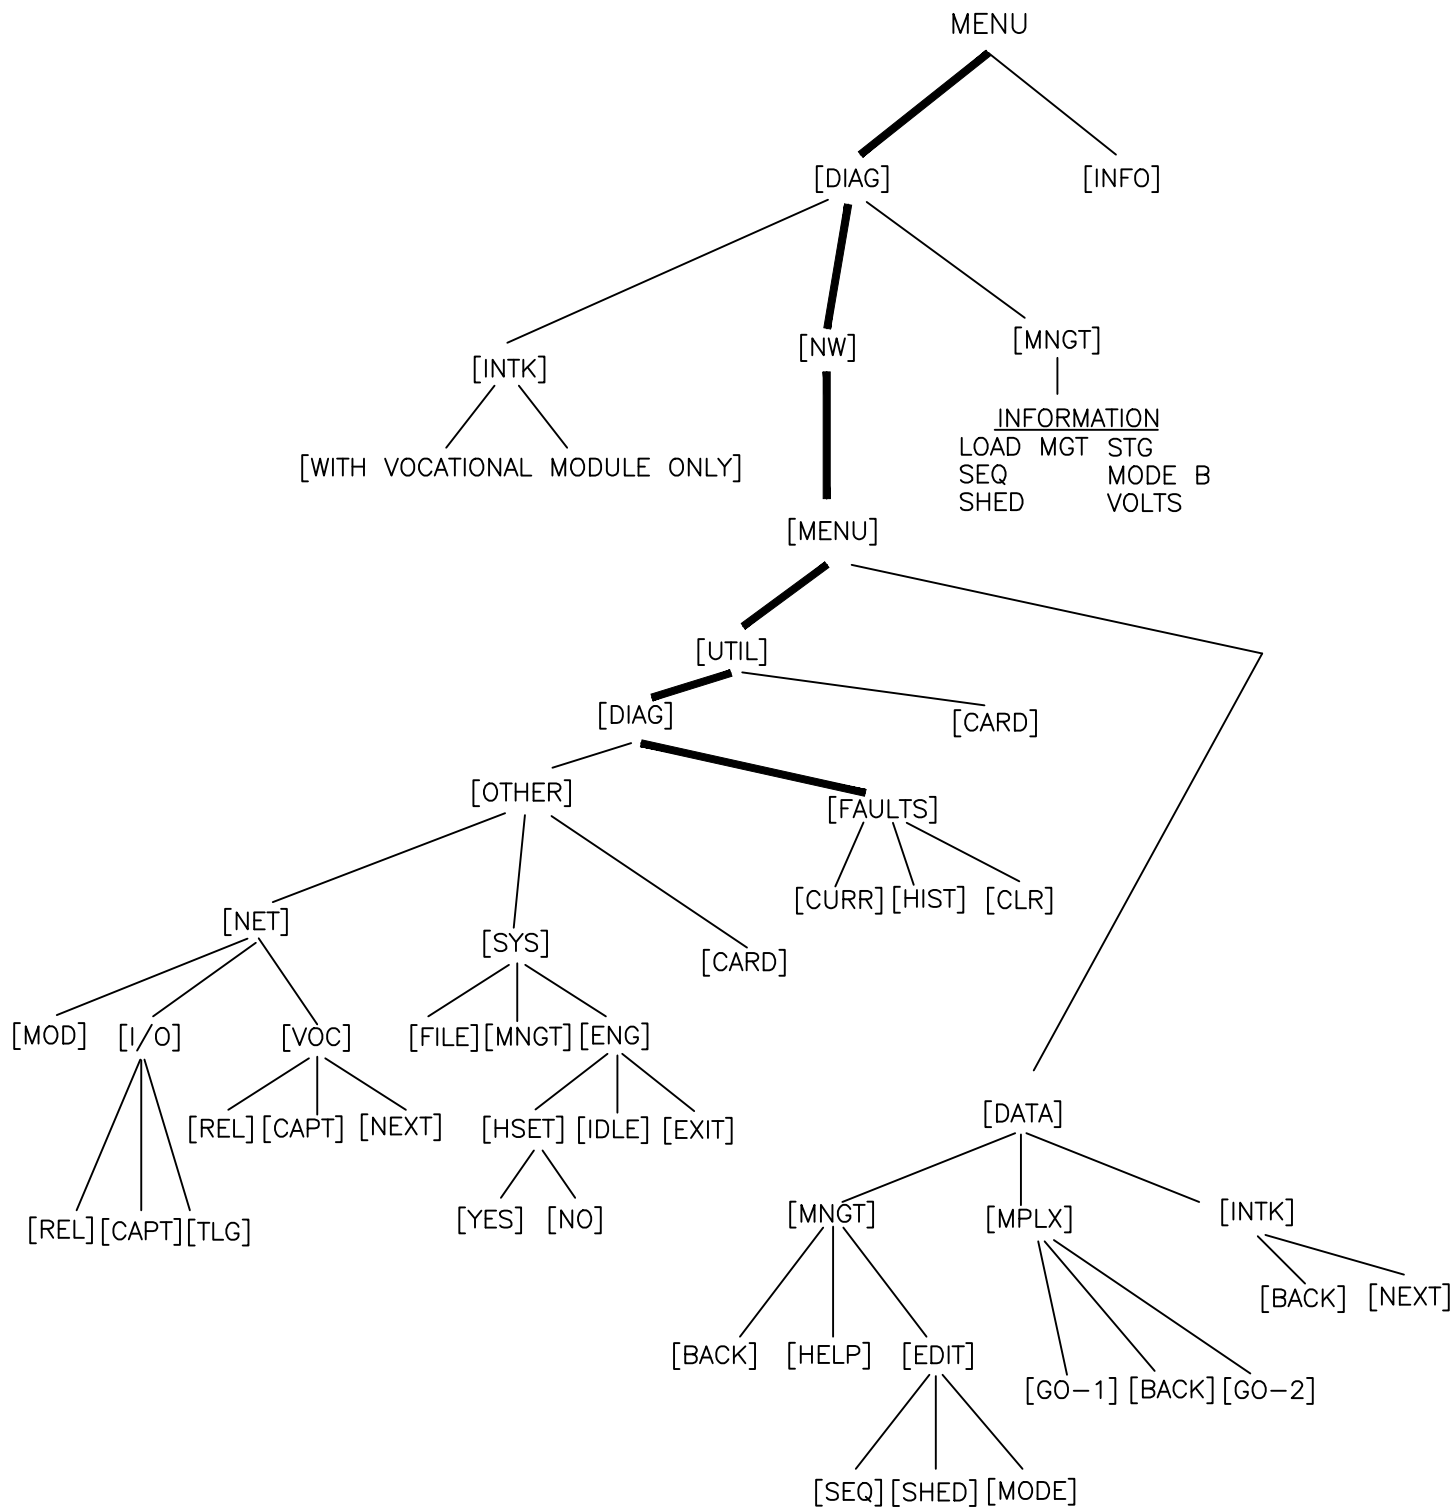 MENU
[DIAG] [INFO]
[NW] [MNGT]
[INTK]
INFORMATION
LOAD MGT STG
[WITH VOCATIONAL MODULE ONLY]
SEQ MODE B
SHED VOLTS
[MENU]
[UTIL]
[DIAG] [CARD]
[OTHER] [FAULTS]
[CURR] [HIST] [CLR]
[NET] [SYS] [CARD]
[MOD] [I/O] [VOC] [FILE] [MNGT] [ENG]
[REL] [CAPT] [NEXT] [HSET] [IDLE] [EXIT]
[DATA]
[REL] [CAPT] [TLG] [YES] [NO]
[MNGT] [MPLX] [INTK]
[BACK] [NEXT]
[BACK] [HELP] [EDIT]
[GO-1] [BACK] [GO-2]
[SEQ] [SHED] [MODE]